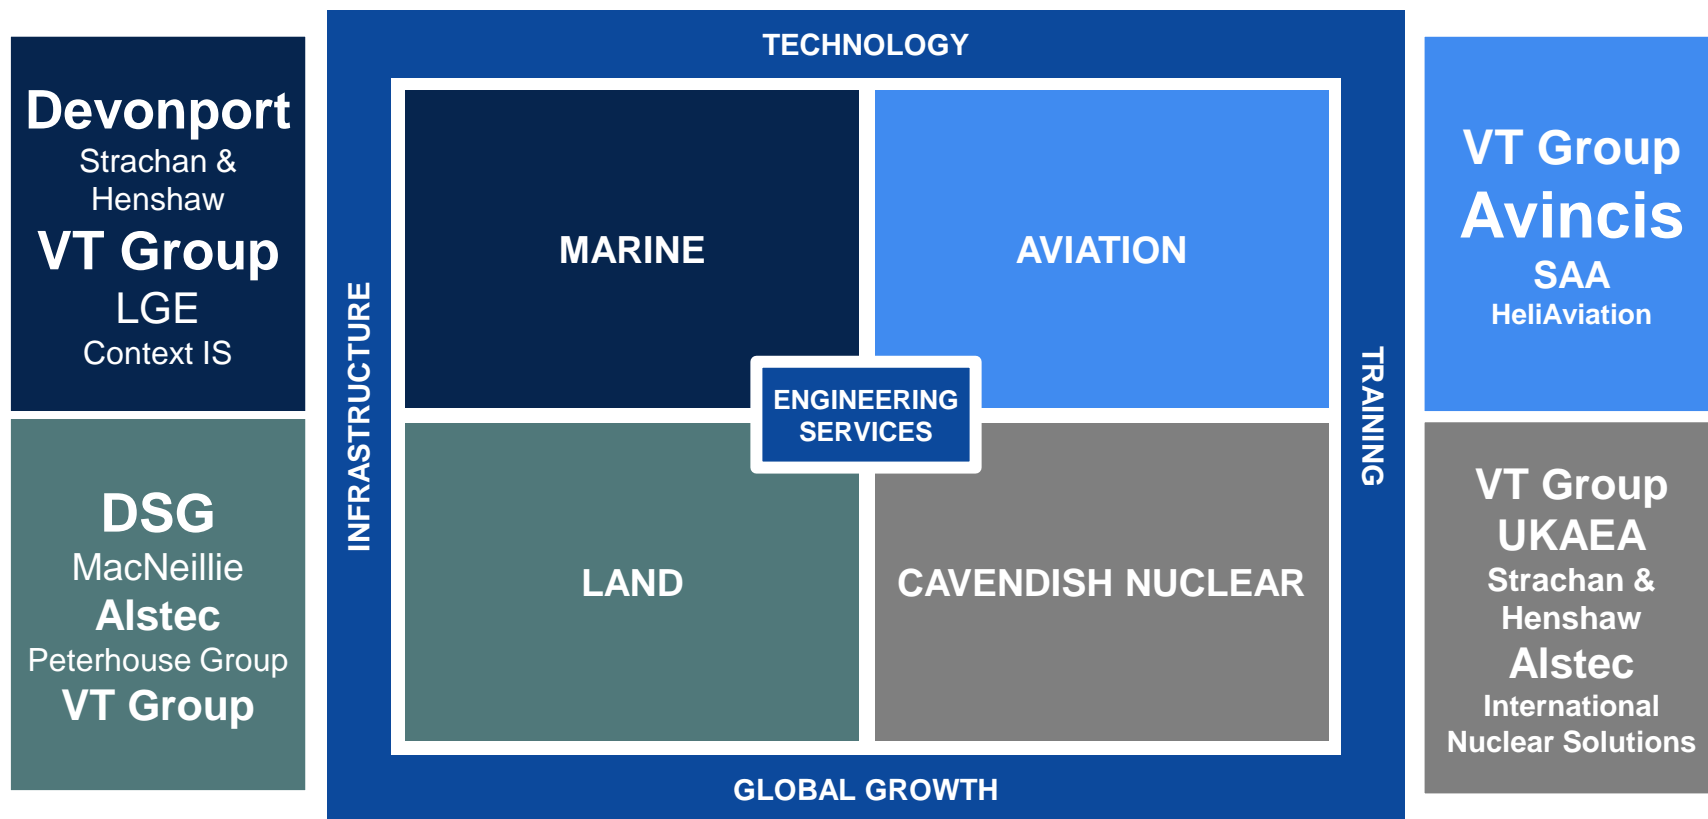 TECHNOLOGY
Devonport
Strachan &
Henshaw
VT Group
LGE
Context IS
DSG
MacNeillie
Alstec
Peterhouse Group
VT Group
INFRASTRUCTURE
MARINE
AVIATION
ENGINEERING
SERVICES
LAND
CAVENDISH NUCLEAR
TRAINING
GLOBAL GROWTH
VT Group
Avincis
SAA
HeliAviation
VT Group
UKAEA
Strachan &
Henshaw
Alstec
International
Nuclear Solutions